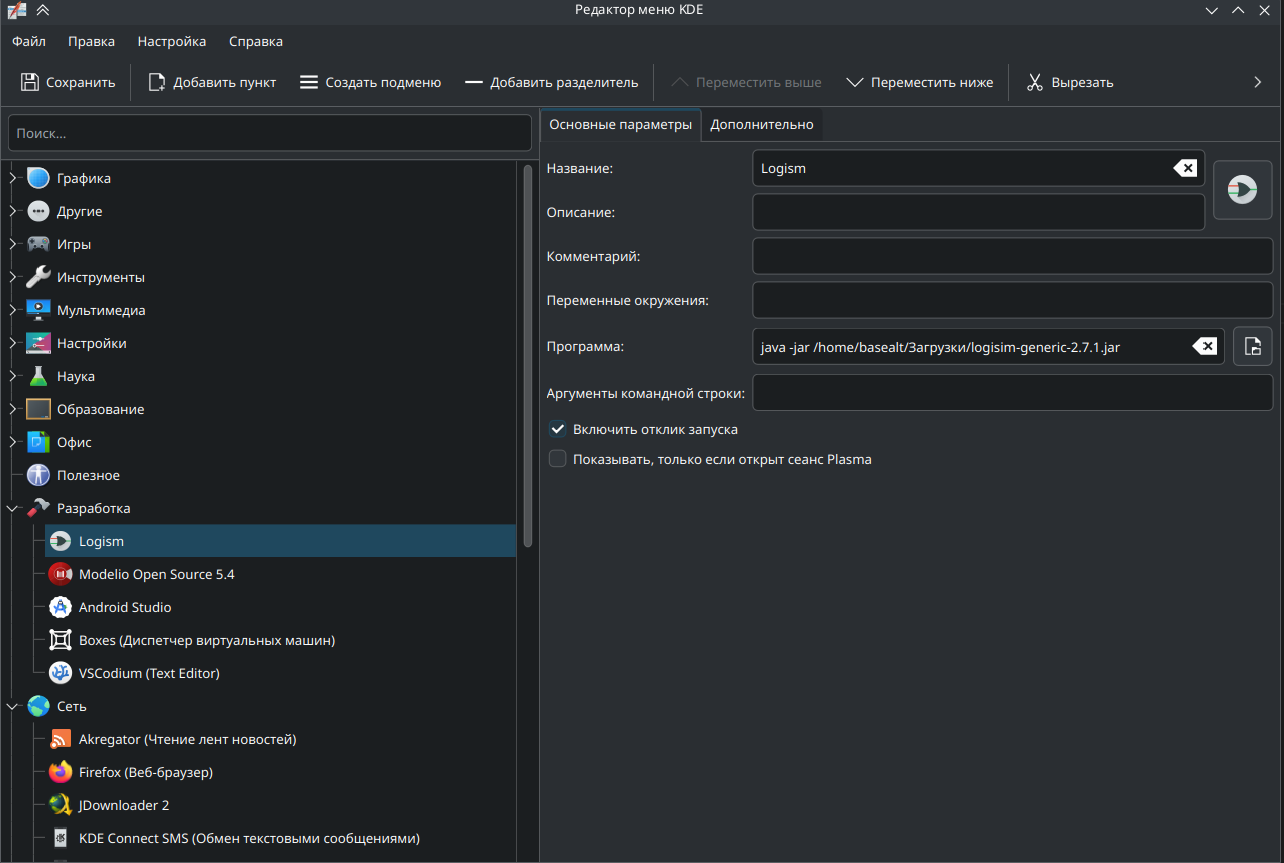 Редактор меню KDE
Файл Правка Настройка Справка
Сохранить Добавить пункт Создать подменю Добавить разделитель Переместить выше Переместить ниже Вырезать
Поиск...
Графика
Другие
Игры
Инструменты
Мультимедиа
Настройки
Наука
Образование
Офис
Полезное
Разработка
Logism
Modelio Open Source 5.4
Android Studio
Boxes (Диспетчер виртуальных машин)
VSCodium (Text Editor)
Сеть
Akregator (Чтение лент новостей)
Firefox (Веб-браузер)
JDownloader 2
KDE Connect SMS (Обмен текстовыми сообщениями)
Основные параметры Дополнительно
Название: Logism
Описание:
Комментарий:
Переменные окружения:
Программа: java -jar /home/basealt/Загрузки/logisim-generic-2.7.1.jar
Аргументы командной строки:
Включить отклик запуска
Показывать, только если открыт сеанс Plasma